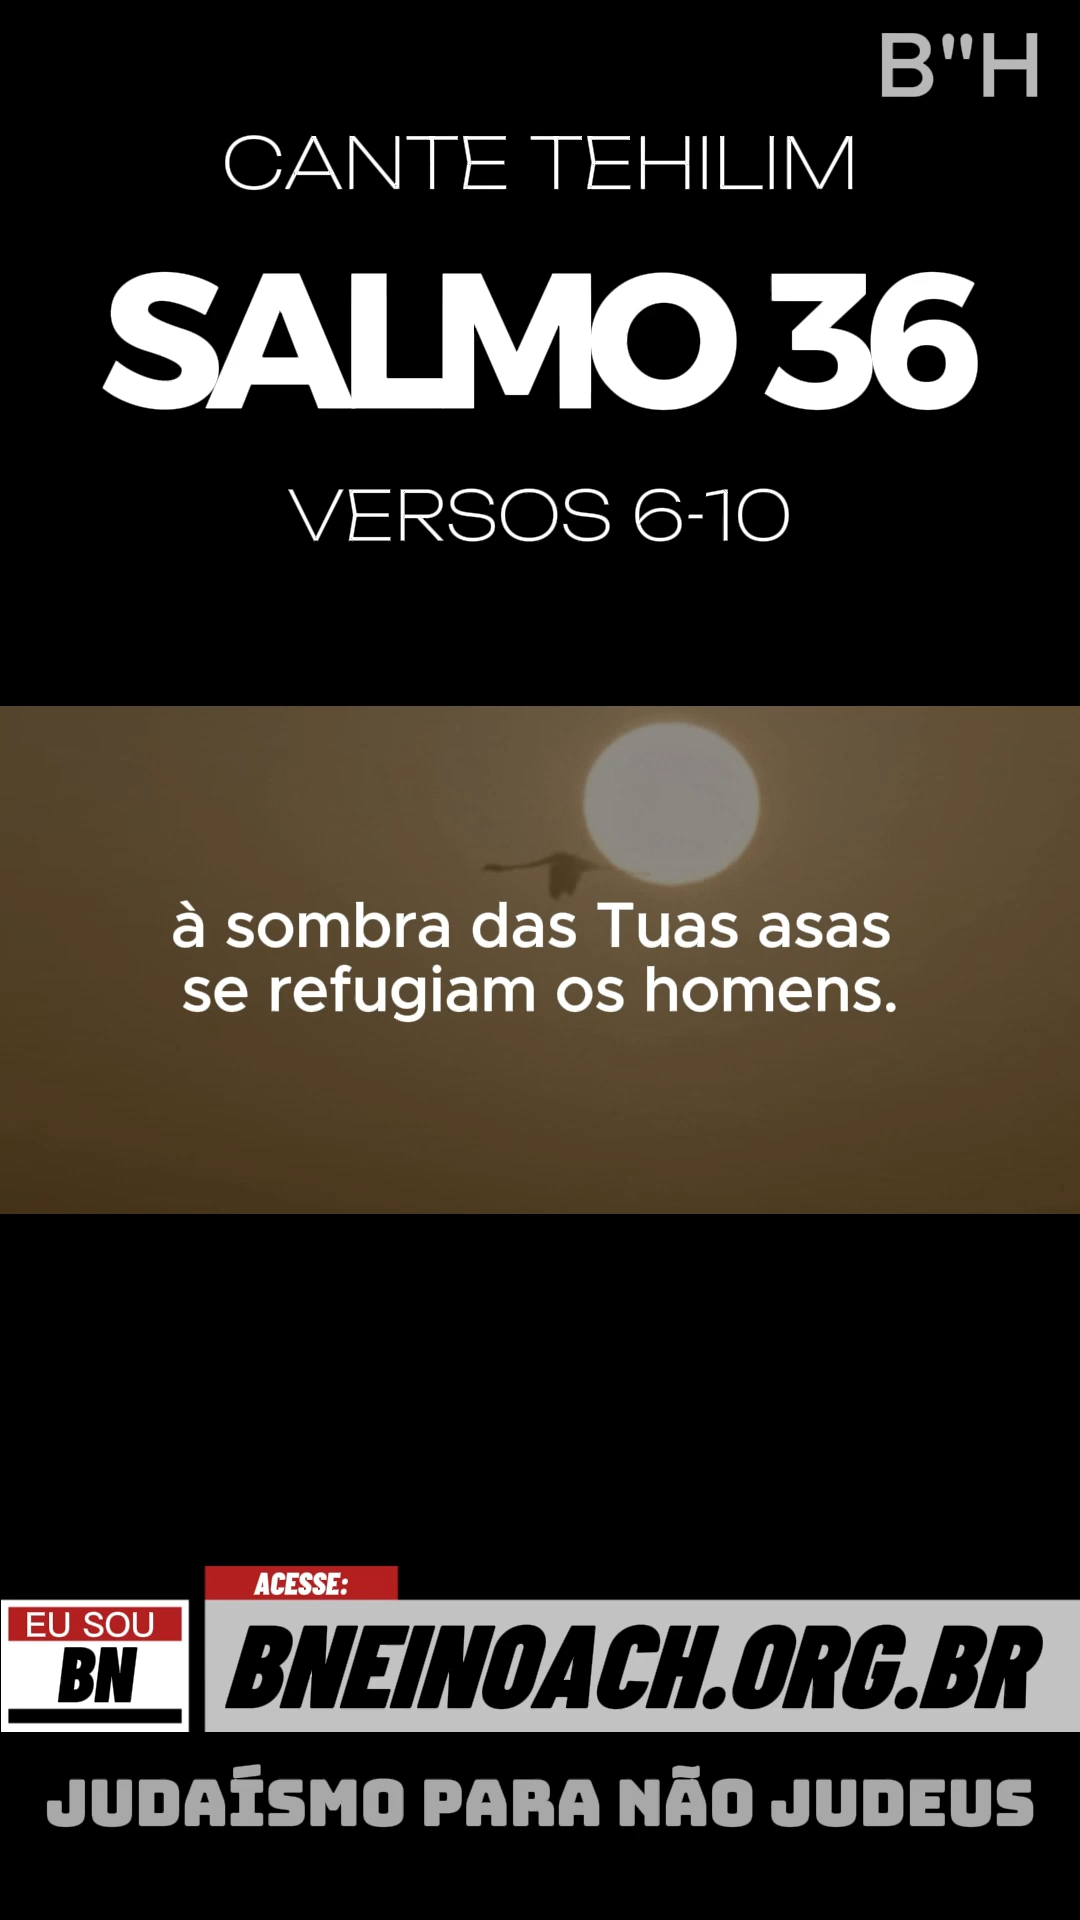 B"H
CANTE TEHILIM
SALMO 36
VERSOS 6-10
à sombra das Tuas asas
se refugiam os homens.
ACESSE:
EU SOU
BN
BNEINOACH.ORG.BR
JUDAÍSMO PARA NÃO JUDEUS